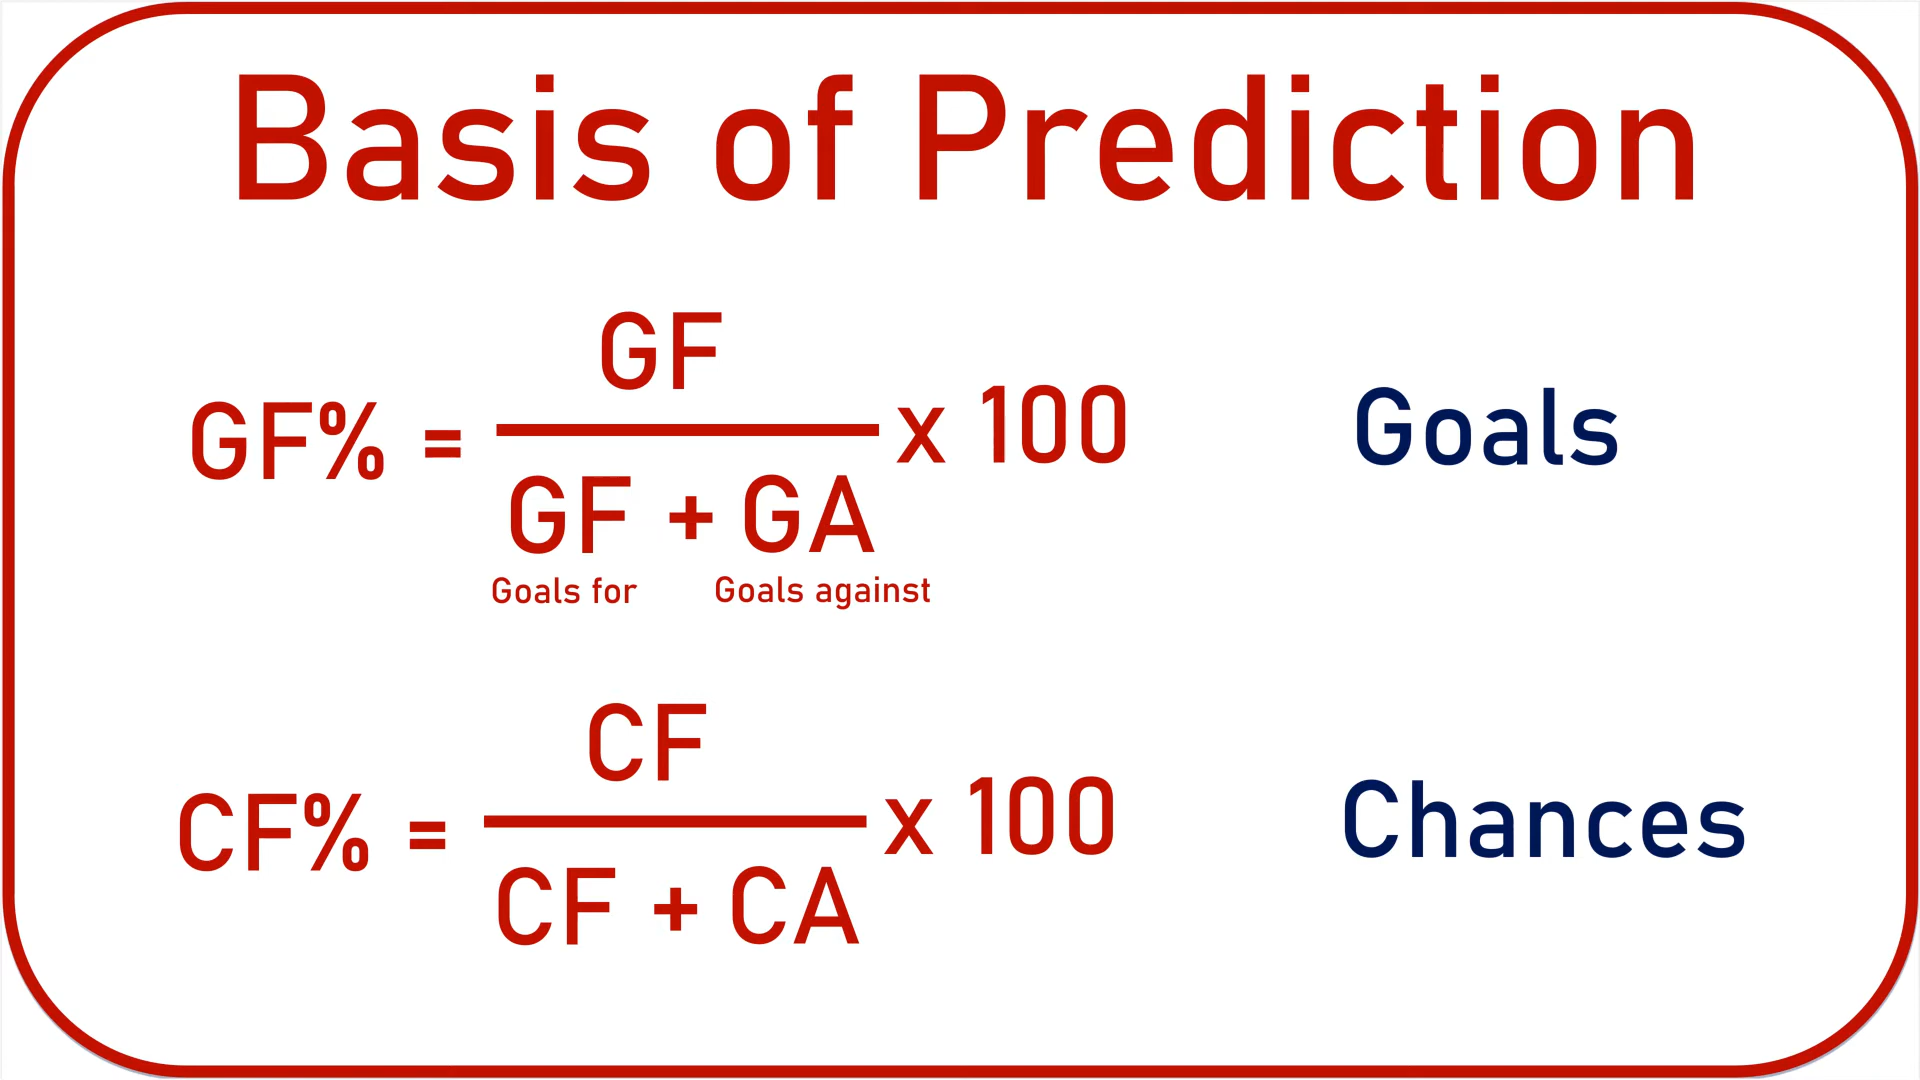 Basis of Prediction
GF
GF% = x 100 Goals
GF + GA
Goals for Goals against
CF
CF% = x 100 Chances
CF + CA